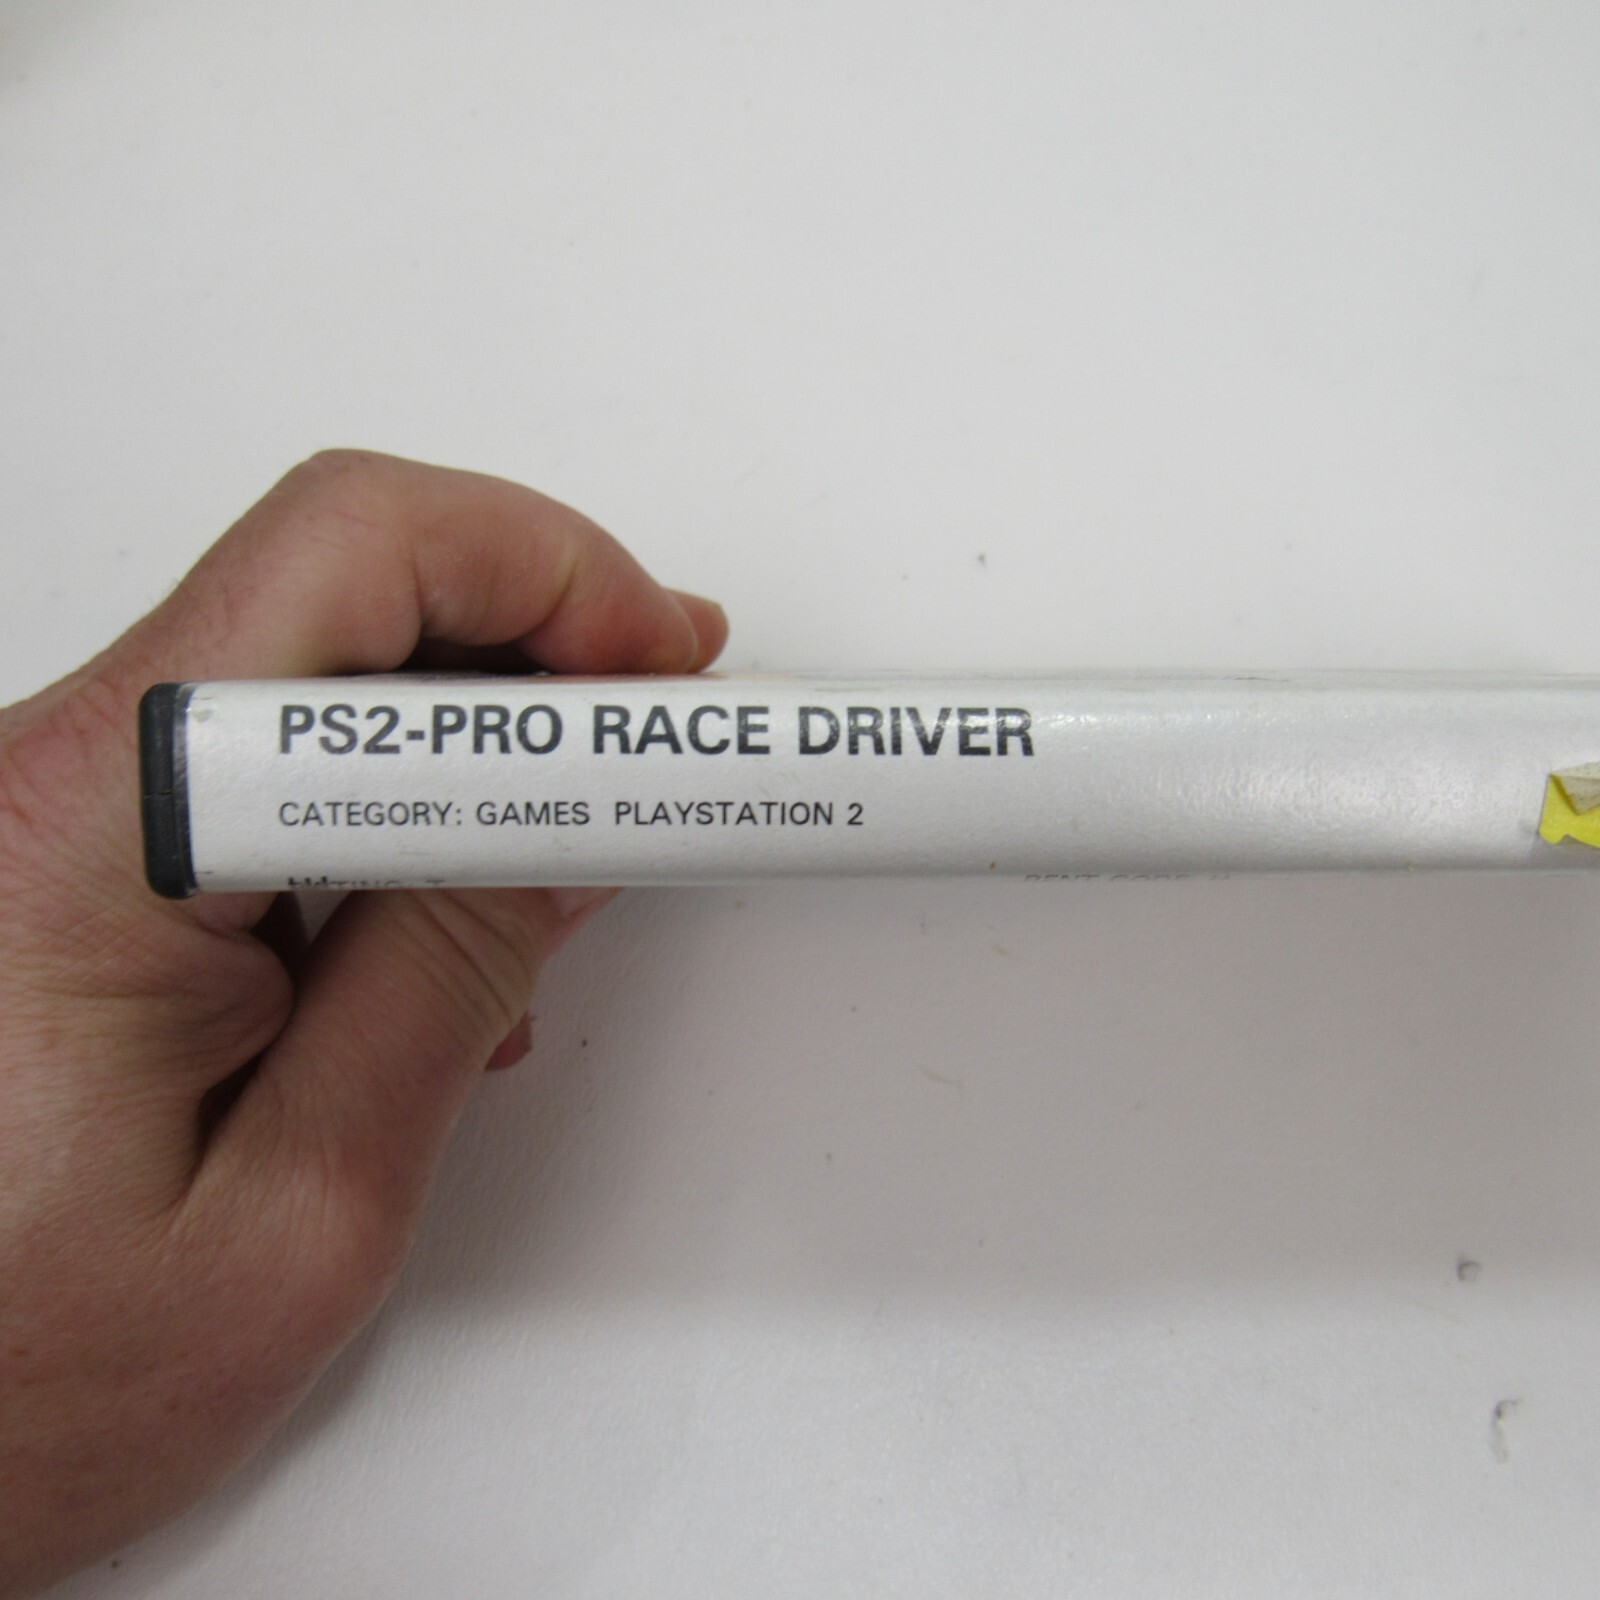 PS2-PRO RACE DRIVER
CATEGORY: GAMES PLAYSTATION 2